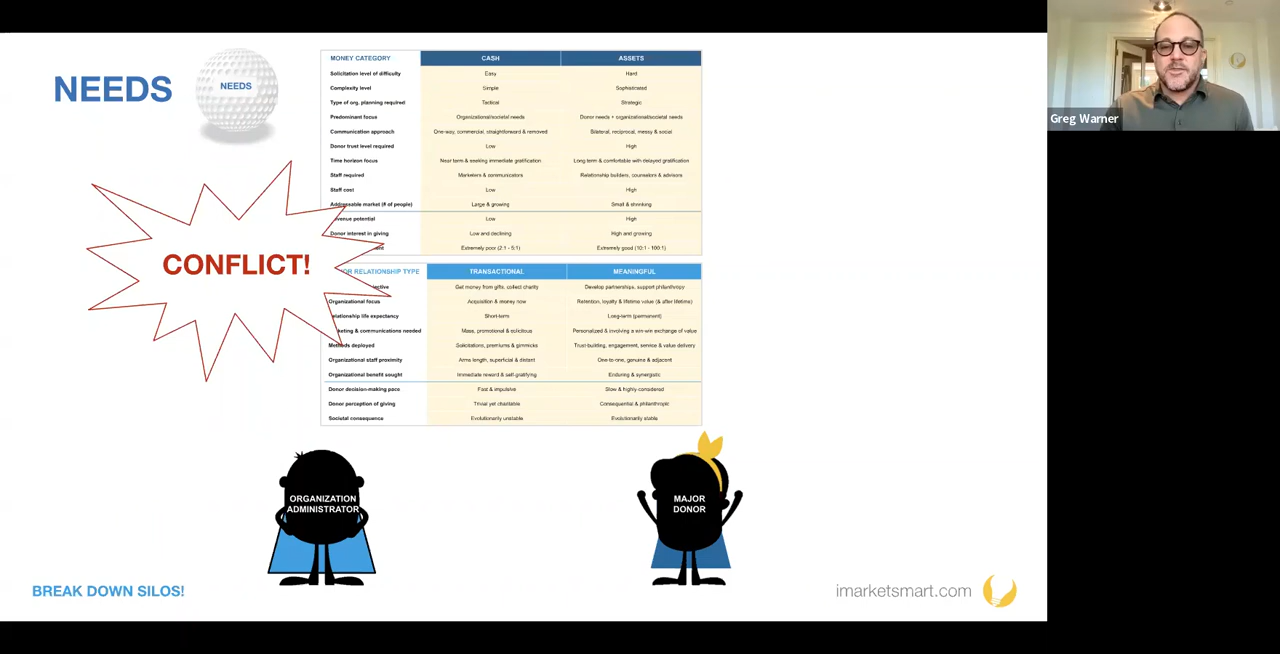 NEEDS
NEEDS
MONEY CATEGORY CASH ASSETS
Solicitation level of difficulty Easy Hard
Complexity level Simple Sophisticated
Type of org. planning required Tactical Strategic
Predominant focus Organizational/societal needs Donor needs + organizational/societal needs
Communication approach One-way, commercial, straightforward & removed Bilateral, reciprocal, messy & social
Donor trust level required Low High
Time horizon focus Near term & seeking immediate gratification Long term & comfortable with delayed gratification
Staff required Marketers & communicators Relationship builders, counselors & advisors
Staff cost Low High
Addressable market (# of people) Large & growing Small & shrinking
venue potential Low High
Donor interest in giving Low and declining High and growing
Extremely poor (2:1 - 5:1) Extremely good (10:1 - 100:1)
CONFLICT!
OR RELATIONSHIP TYPE TRANSACTIONAL MEANINGFUL
ective Get money from gifts, collect charity Develop partnerships, support philanthropy
Organizational focus Acquisition & money now Retention, loyalty & lifetime value (& after lifetime)
elationship life expectancy Short-term Long-term (permanent)
rketing & communications needed Mass, promotional & solicitous Personalized & involving a win-win exchange of value
Methods deployed Solicitations, premiums & gimmicks Trust-building, engagement, service & value delivery
Organizational staff proximity Arms length, superficial & distant One-to-one, genuine & adjacent
Organizational benefit sought Immediate reward & self-gratifying Enduring & synergistic
Donor decision-making pace Fast & impulsive Slow & highly-considered
Donor perception of giving Trivial yet charitable Consequential & philanthropic
Societal consequence Evolutionarily unstable Evolutionarily stable
ORGANIZATION
ADMINISTRATOR
MAJOR
DONOR
BREAK DOWN SILOS!
imarketsmart.com
Greg Warner